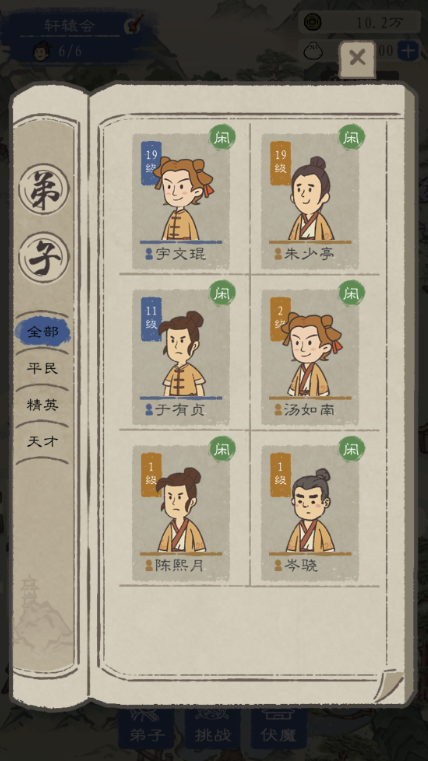 轩辕会
6/6
10.2万
弟子
全部
平民
精英
天才
闲
19级
宇文琨
闲
19级
朱少亭
闲
11级
于有贞
闲
2级
汤如南
闲
1级
陈熙月
闲
1级
岑骁
弟子
挑战
伏魔